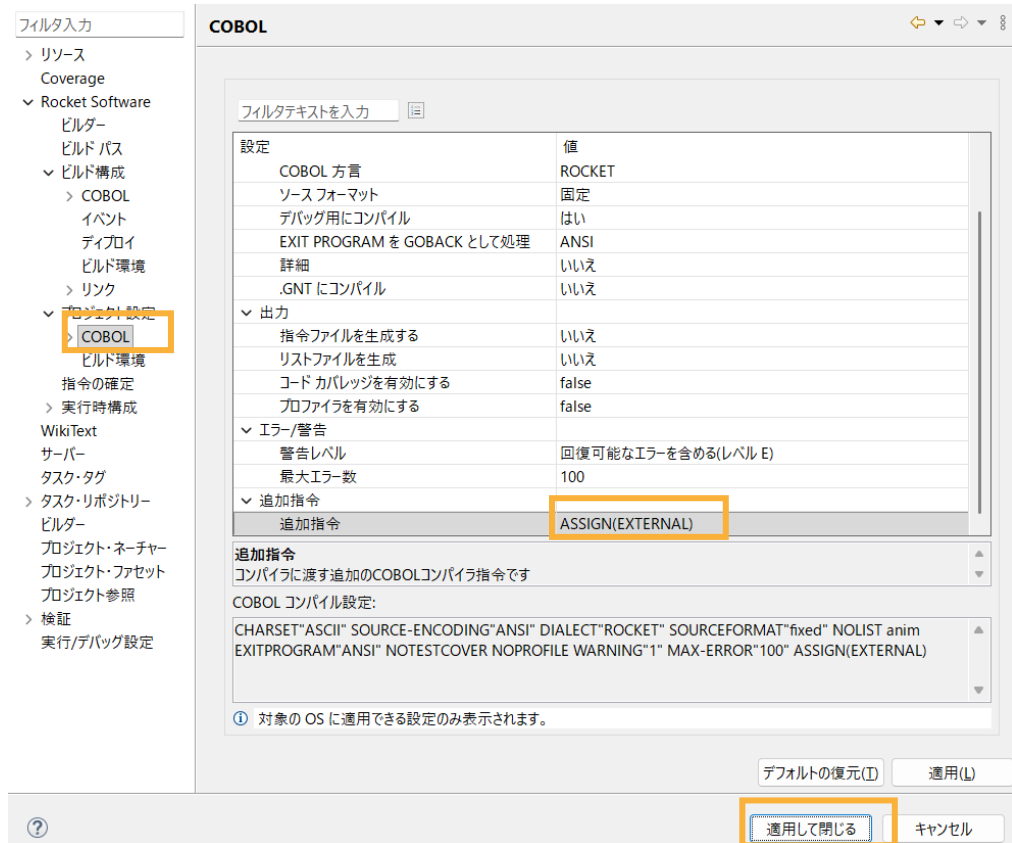 フィルタ入力
リソース
Coverage
Rocket Software
ビルダー
ビルド パス
ビルド構成
COBOL
イベント
ディプロイ
ビルド環境
リンク
プロジェクト設定
COBOL
ビルド環境
指令の確定
実行時構成
WikiText
サーバー
タスク・タグ
タスク・リポジトリー
ビルダー
プロジェクト・ネーチャー
プロジェクト・ファセット
プロジェクト参照
検証
実行/デバッグ設定
COBOL
フィルタテキストを入力
設定 値
COBOL 方言 ROCKET
ソース フォーマット 固定
デバッグ用にコンパイル はい
EXIT PROGRAM を GOBACK として処理 ANSI
詳細 いいえ
.GNT にコンパイル いいえ
出力
指令ファイルを生成する いいえ
リストファイルを生成 いいえ
コード カバレッジを有効にする false
プロファイラを有効にする false
エラー/警告
警告レベル 回復可能なエラーを含める(レベル E)
最大エラー数 100
追加指令
追加指令 ASSIGN(EXTERNAL)
追加指令
コンパイラに渡す追加のCOBOLコンパイラ指令です
COBOL コンパイル設定:
CHARSET"ASCII" SOURCE-ENCODING"ANSI" DIALECT"ROCKET" SOURCEFORMAT"fixed" NOLIST anim
EXITPROGRAM"ANSI" NOTESTCOVER NOPROFILE WARNING"1" MAX-ERROR"100" ASSIGN(EXTERNAL)
対象の OS に適用できる設定のみ表示されます。
デフォルトの復元(T) 適用(L)
適用して閉じる キャンセル